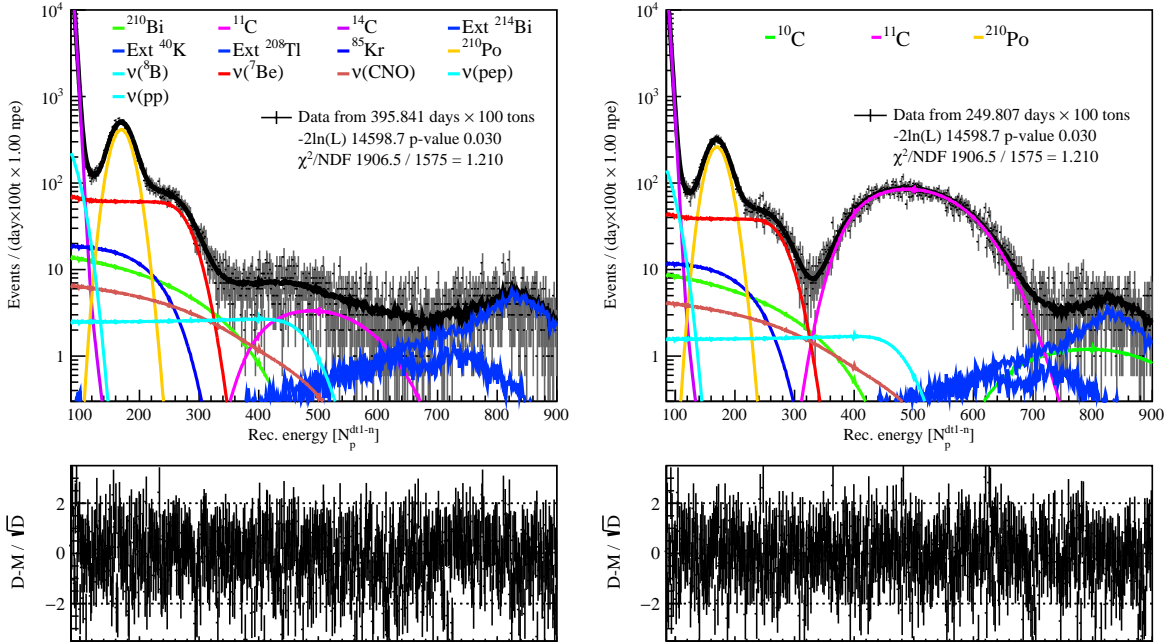 ²¹⁰Bi ¹¹C ¹⁴C Ext ²¹⁴Bi
Ext ⁴⁰K Ext ²⁰⁸Tl ⁸⁵Kr ²¹⁰Po
ν(⁸B) ν(⁷Be) ν(CNO) ν(pep)
ν(pp)
Data from 395.841 days × 100 tons
-2ln(L) 14598.7 p-value 0.030
χ²/NDF 1906.5 / 1575 = 1.210
Events / (day×100t × 1.00 npe)
10⁴
10³
10²
10
1
100 200 300 400 500 600 700 800 900
Rec. energy [N_p^dt1-n]
D-M / √D
2
0
−2
¹⁰C ¹¹C ²¹⁰Po
Data from 249.807 days × 100 tons
-2ln(L) 14598.7 p-value 0.030
χ²/NDF 1906.5 / 1575 = 1.210
Events / (day×100t × 1.00 npe)
10⁴
10³
10²
10
1
100 200 300 400 500 600 700 800 900
Rec. energy [N_p^dt1-n]
D-M / √D
2
0
−2